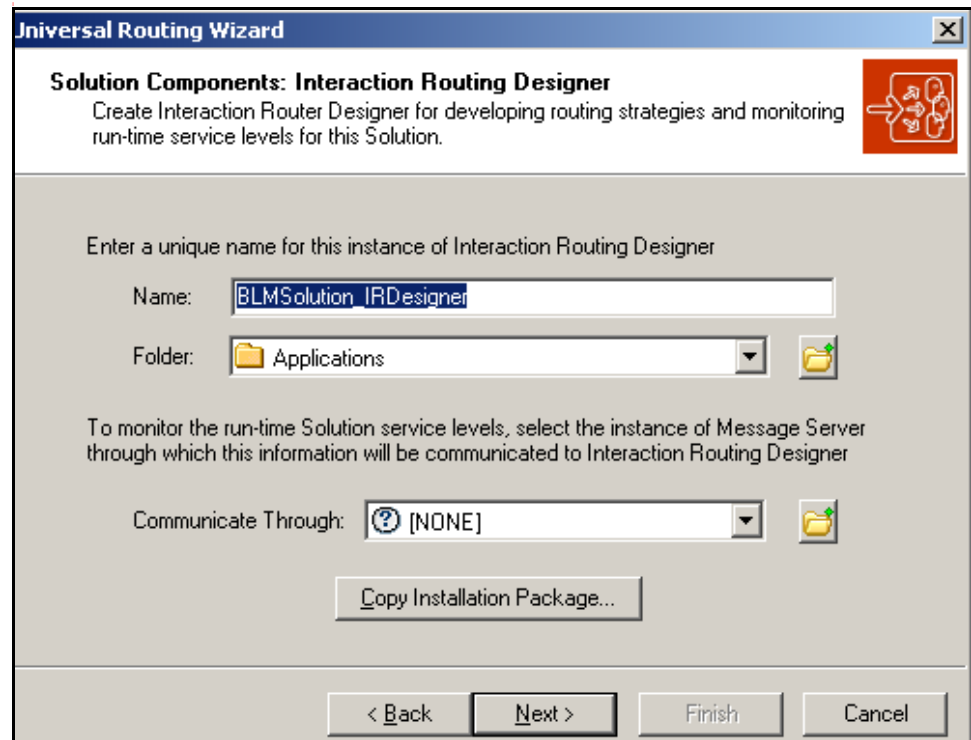 Universal Routing Wizard
Solution Components: Interaction Routing Designer
Create Interaction Router Designer for developing routing strategies and monitoring
run-time service levels for this Solution.
Enter a unique name for this instance of Interaction Routing Designer
Name: BLMSolution_IRDesigner
Folder: Applications
To monitor the run-time Solution service levels, select the instance of Message Server
through which this information will be communicated to Interaction Routing Designer
Communicate Through: [NONE]
Copy Installation Package...
< Back Next > Finish Cancel